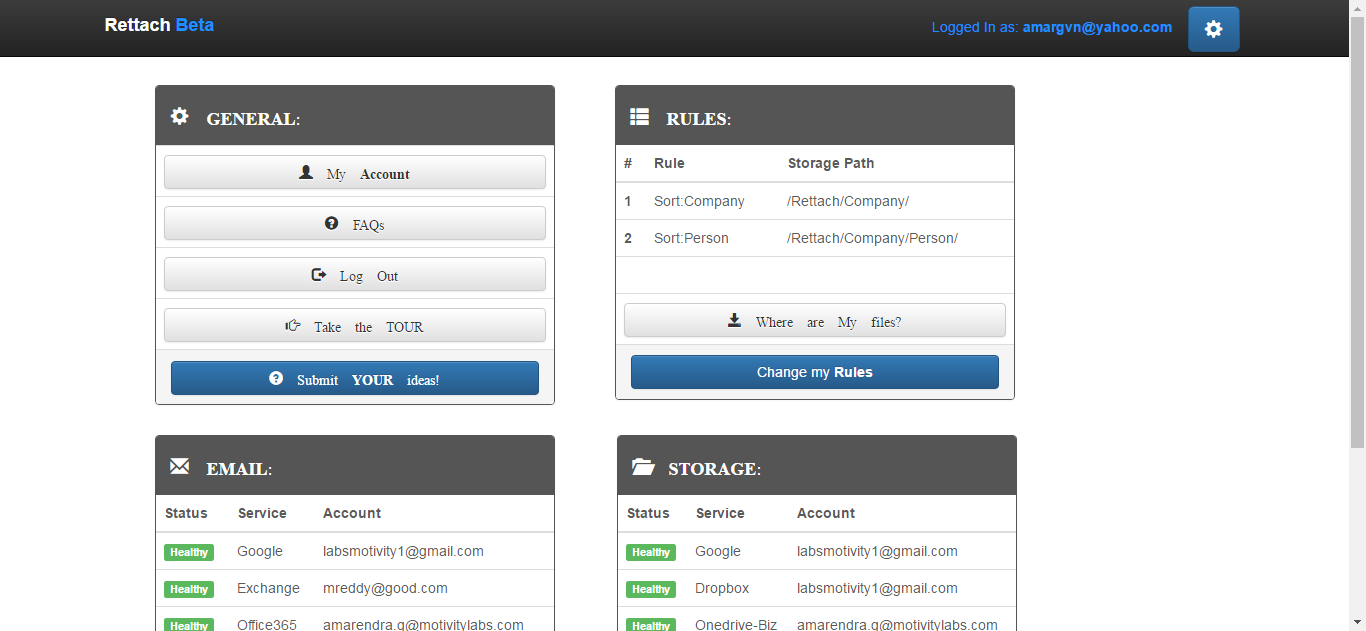 Rettach Beta
Logged In as: amargvn@yahoo.com
GENERAL:
My Account
FAQs
Log Out
Take the TOUR
Submit YOUR ideas!
RULES:
# Rule Storage Path
1 Sort:Company /Rettach/Company/
2 Sort:Person /Rettach/Company/Person/
Where are My files?
Change my Rules
EMAIL:
Status Service Account
Healthy Google labsmotivity1@gmail.com
Healthy Exchange mreddy@good.com
Healthy Office365 amarendra.g@motivitylabs.com
STORAGE:
Status Service Account
Healthy Google labsmotivity1@gmail.com
Healthy Dropbox labsmotivity1@gmail.com
Healthy Onedrive-Biz amarendra.g@motivitylabs.com